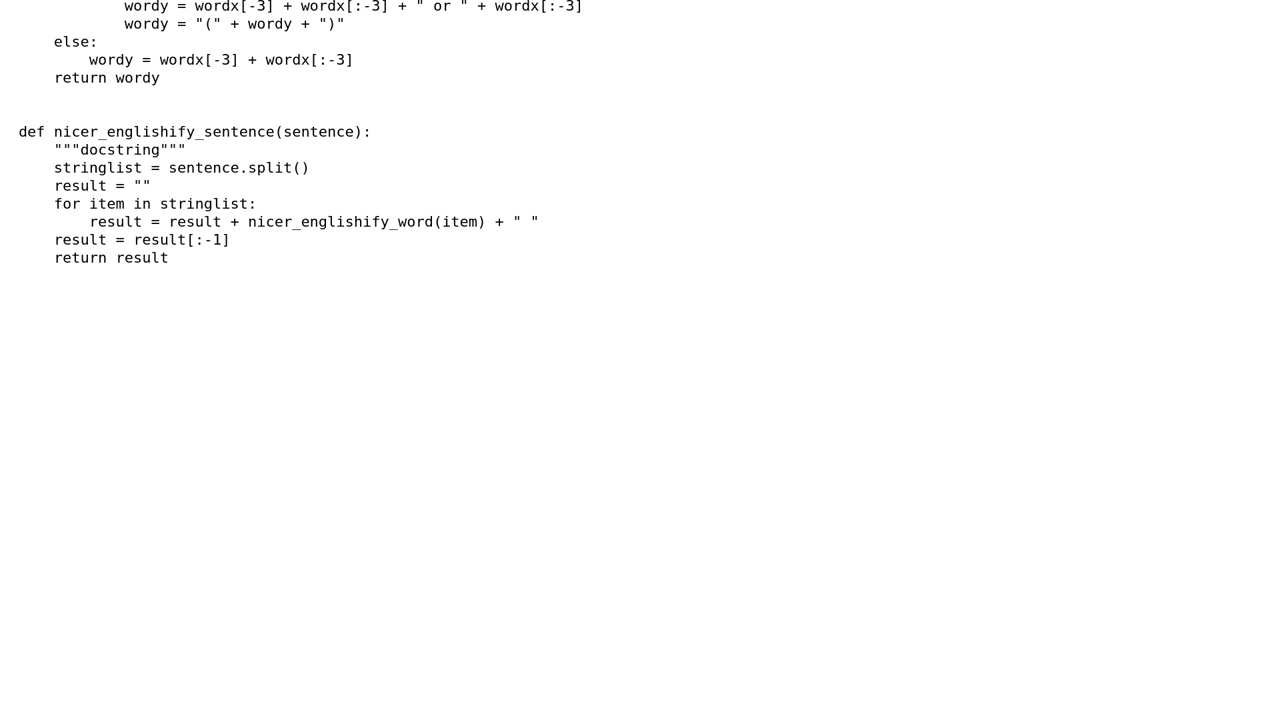 wordy = wordx[-3] + wordx[:-3] + " or " + wordx[:-3]
            wordy = "(" + wordy + ")"
    else:
        wordy = wordx[-3] + wordx[:-3]
    return wordy


def nicer_englishify_sentence(sentence):
    """docstring"""
    stringlist = sentence.split()
    result = ""
    for item in stringlist:
        result = result + nicer_englishify_word(item) + " "
    result = result[:-1]
    return result